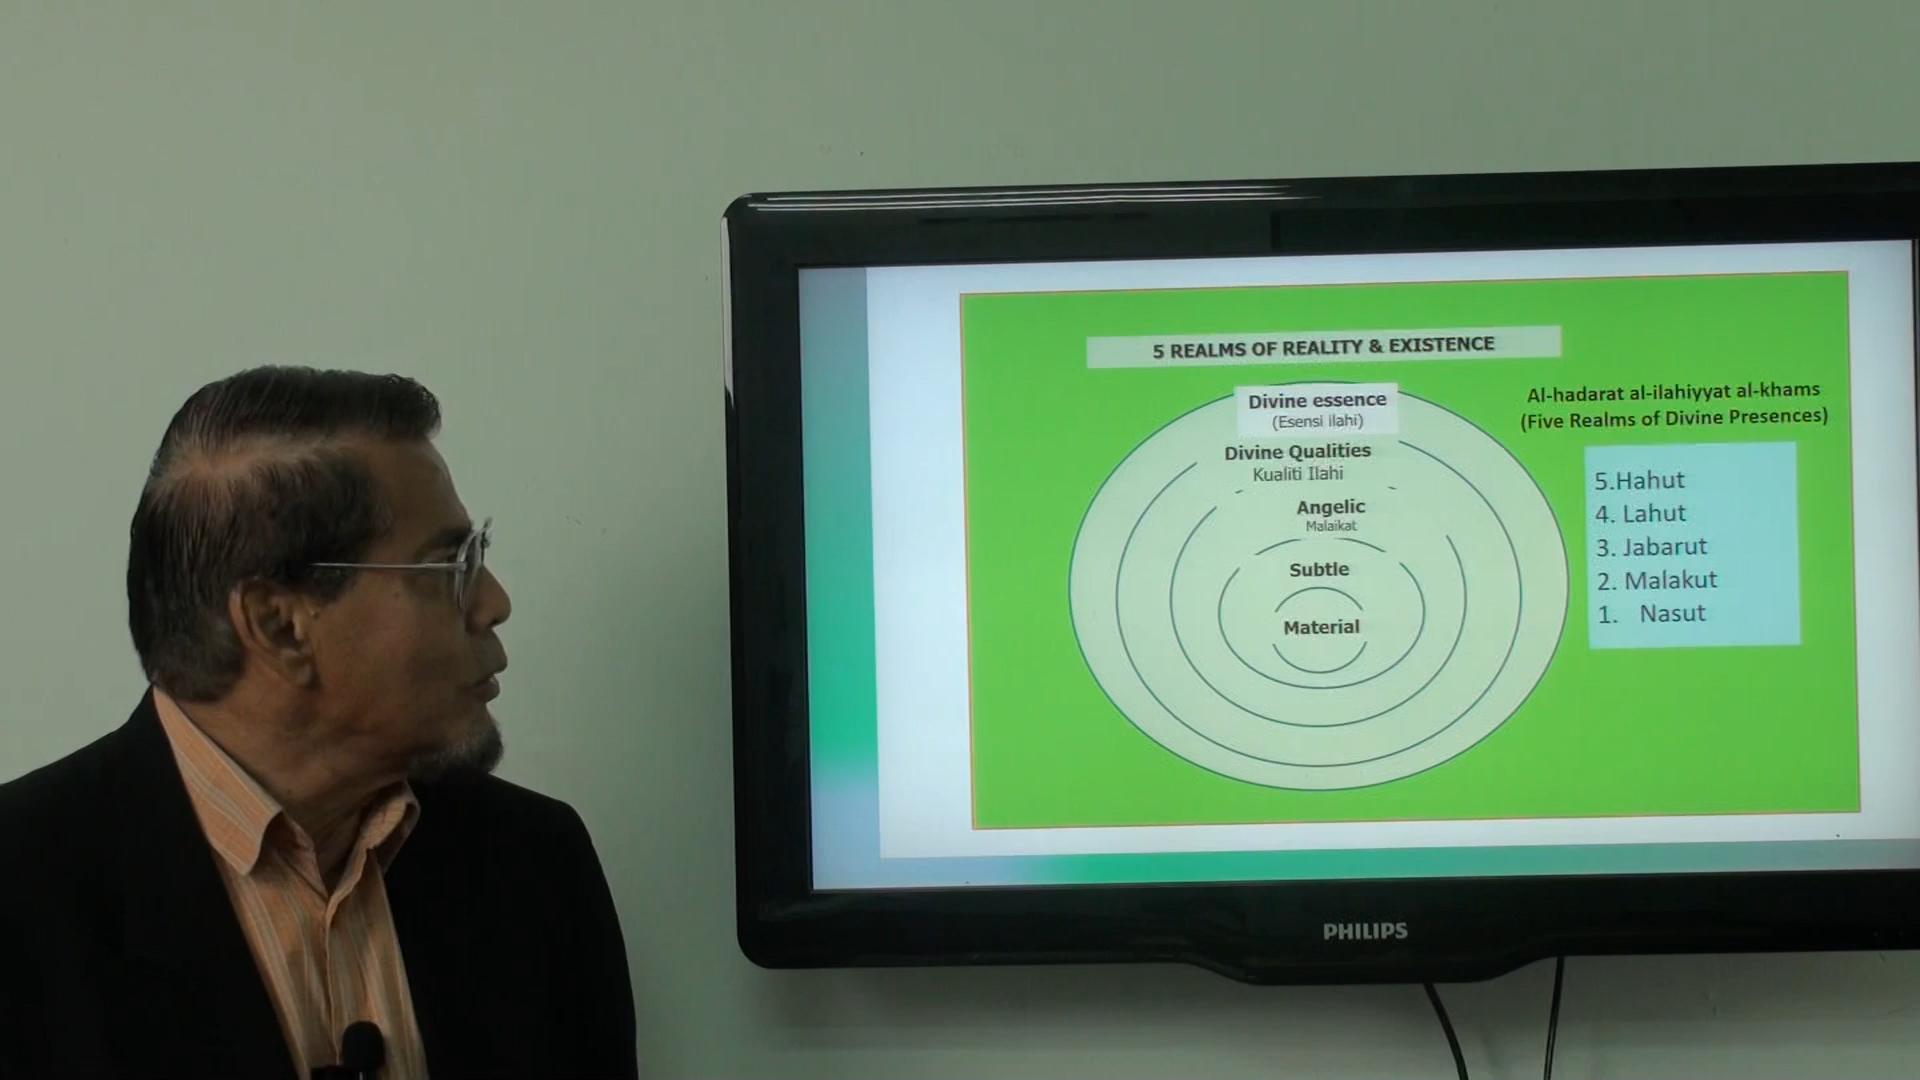 5 REALMS OF REALITY & EXISTENCE
Divine essence
(Esensi ilahi)
Divine Qualities
Kualiti Ilahi
Angelic
Malaikat
Subtle
Material
Al-hadarat al-ilahiyyat al-khams
(Five Realms of Divine Presences)
5.Hahut
4. Lahut
3. Jabarut
2. Malakut
1. Nasut
PHILIPS